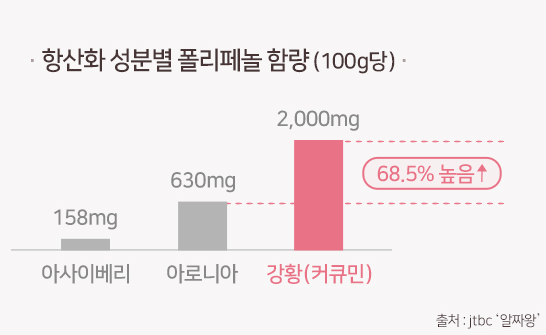 · 항산화 성분별 폴리페놀 함량 (100g당) ·
2,000mg
68.5% 높음↑
630mg
158mg
아사이베리 아로니아 강황(커큐민)
출처 : jtbc ‘알짜왕’